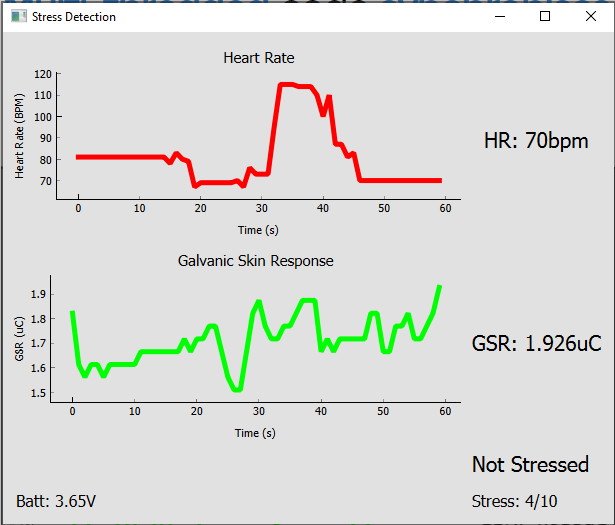 Stress Detection
Heart Rate
120
110
100
90
80
70
Heart Rate (BPM)
0 10 20 30 40 50 60
Time (s)
HR: 70bpm
Galvanic Skin Response
1.9
1.8
1.7
1.6
1.5
GSR (uC)
0 10 20 30 40 50 60
Time (s)
GSR: 1.926uC
Not Stressed
Batt: 3.65V
Stress: 4/10